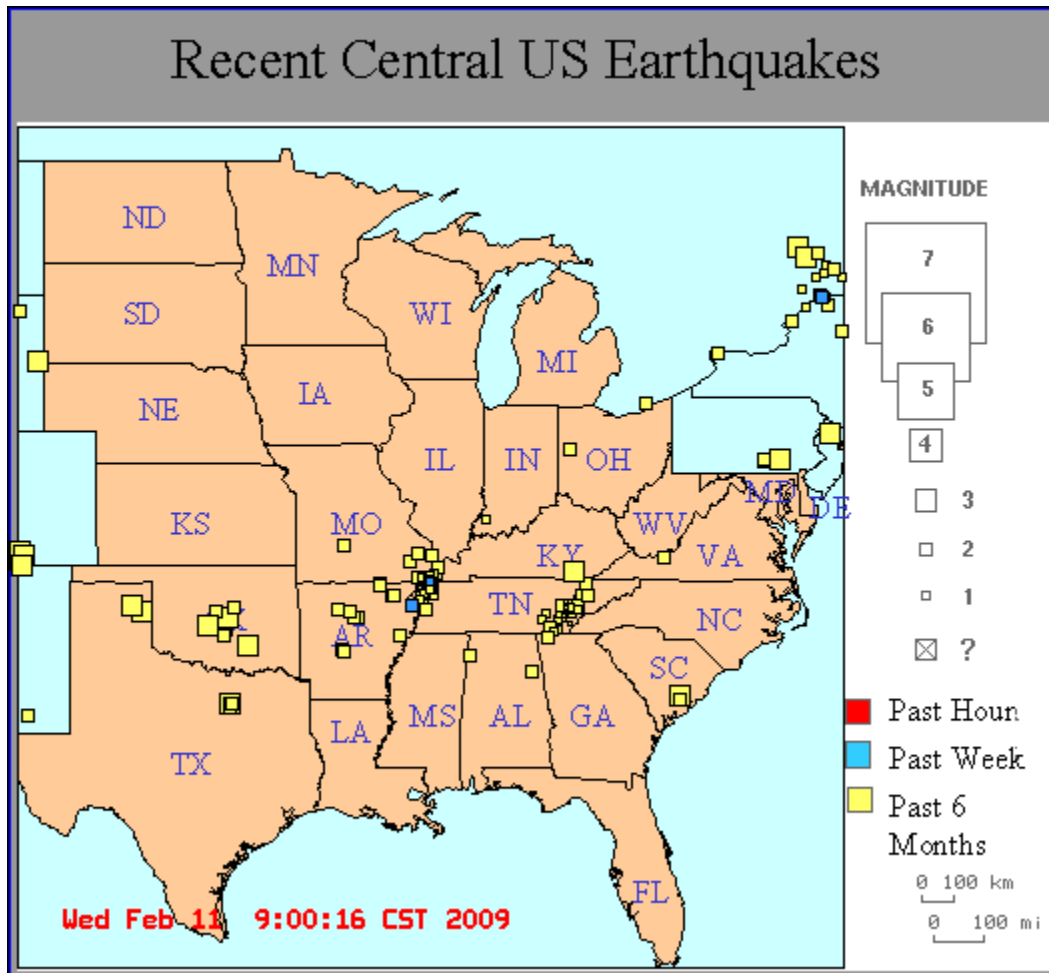 Recent Central US Earthquakes
MAGNITUDE
7
6
5
4
3
2
1
?
ND
MN
SD
WI
MI
NE
IA
IL
IN
OH
MD
DE
KS
MO
KY
WV
VA
TN
NC
K
AR
SC
MS
AL
GA
LA
TX
FL
Past Houn
Past Week
Past 6
Months
0 100 km
0 100 mi
Wed Feb 11 9:00:16 CST 2009